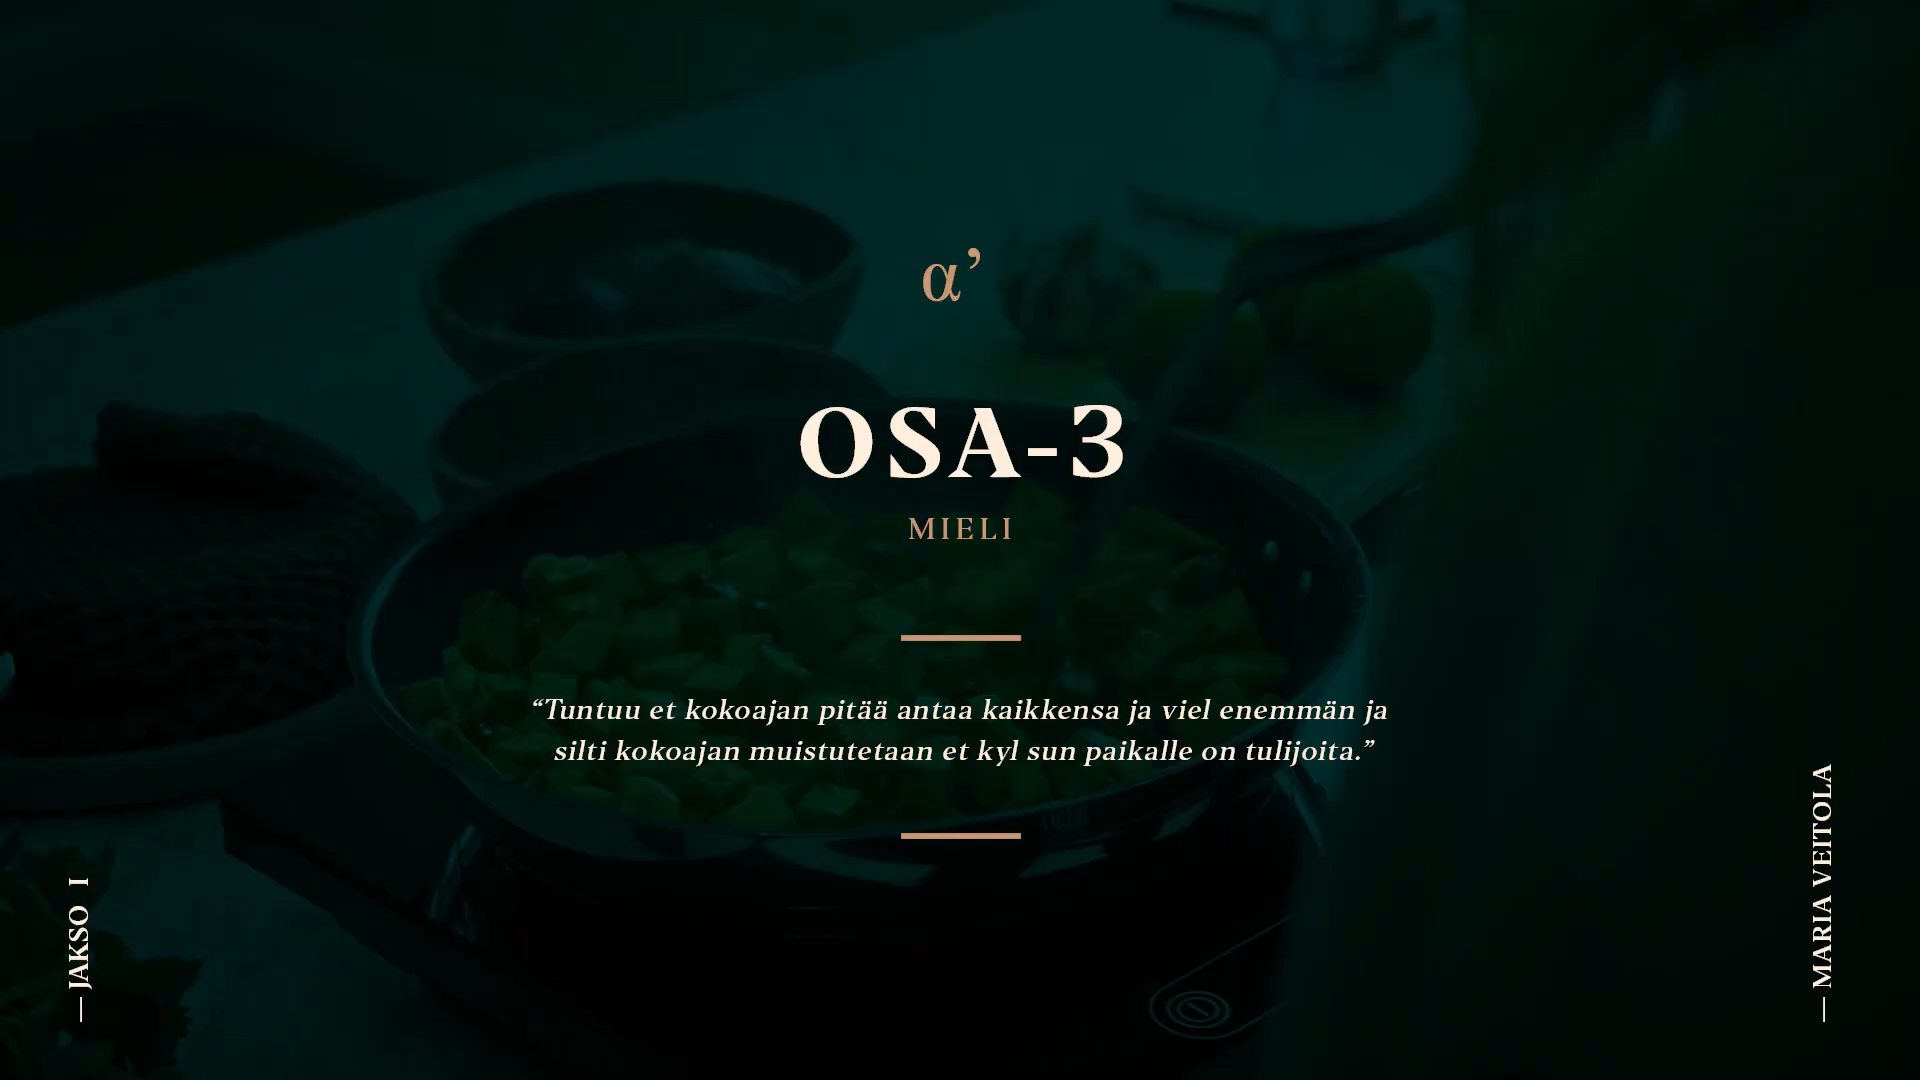 α’
OSA-3
MIELI
“Tuntuu et kokoajan pitää antaa kaikkensa ja viel enemmän ja
silti kokoajan muistutetaan et kyl sun paikalle on tulijoita.”
— JAKSO I
— MARIA VEITOLA